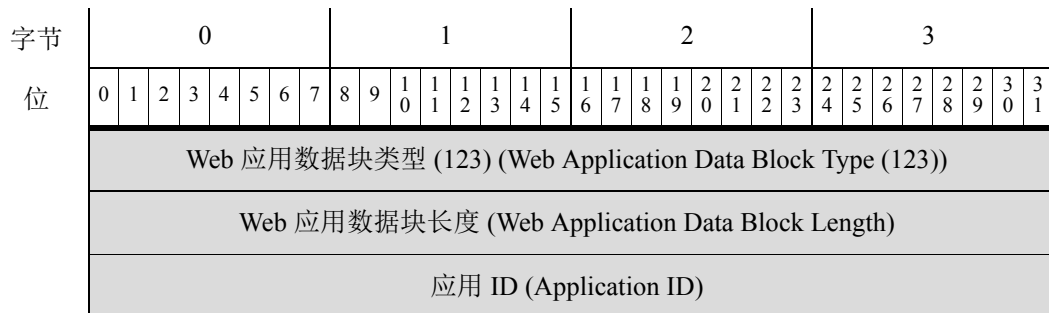 字节 0 1 2 3
位 0 1 2 3 4 5 6 7 8 9 10 11 12 13 14 15 16 17 18 19 20 21 22 23 24 25 26 27 28 29 30 31
Web 应用数据块类型 (123) (Web Application Data Block Type (123))
Web 应用数据块长度 (Web Application Data Block Length)
应用 ID (Application ID)